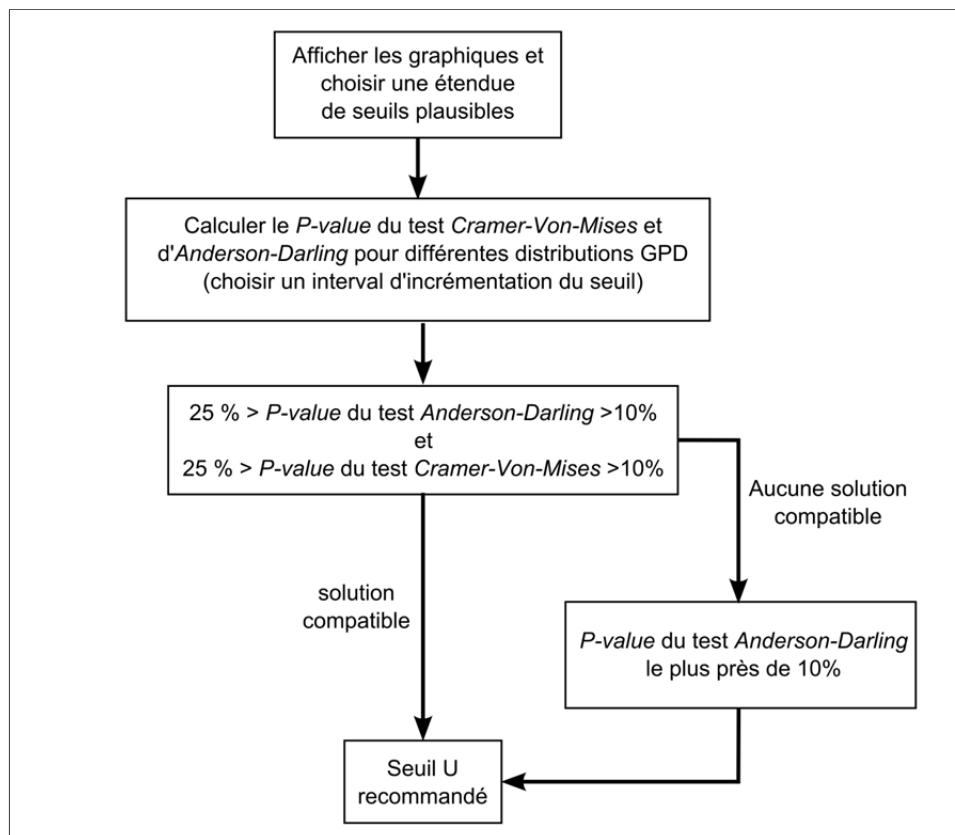 Afficher les graphiques et
choisir une étendue
de seuils plausibles
Calculer le P-value du test Cramer-Von-Mises et
d'Anderson-Darling pour différentes distributions GPD
(choisir un interval d'incrémentation du seuil)
25 % > P-value du test Anderson-Darling >10%
et
25 % > P-value du test Cramer-Von-Mises >10%
Aucune solution
compatible
solution
compatible
P-value du test Anderson-Darling
le plus près de 10%
Seuil U
recommandé